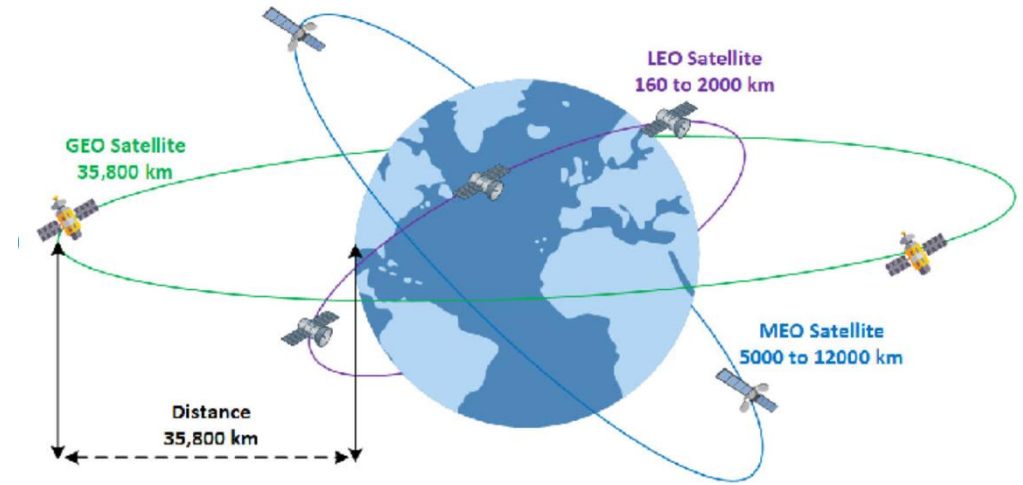 LEO Satellite
160 to 2000 km
GEO Satellite
35,800 km
MEO Satellite
5000 to 12000 km
Distance
35,800 km